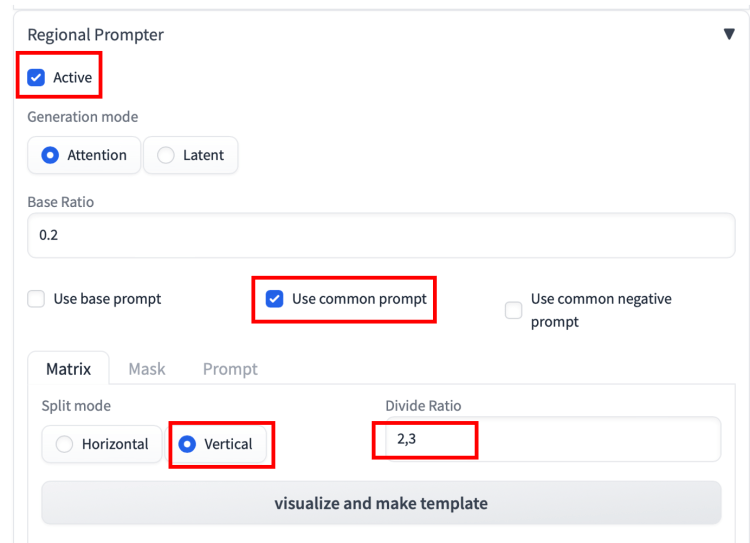 Regional Prompter
Active
Generation mode
Attention Latent
Base Ratio
0.2
Use base prompt Use common prompt Use common negative
prompt
Matrix Mask Prompt
Split mode Divide Ratio
Horizontal Vertical 2,3
visualize and make template